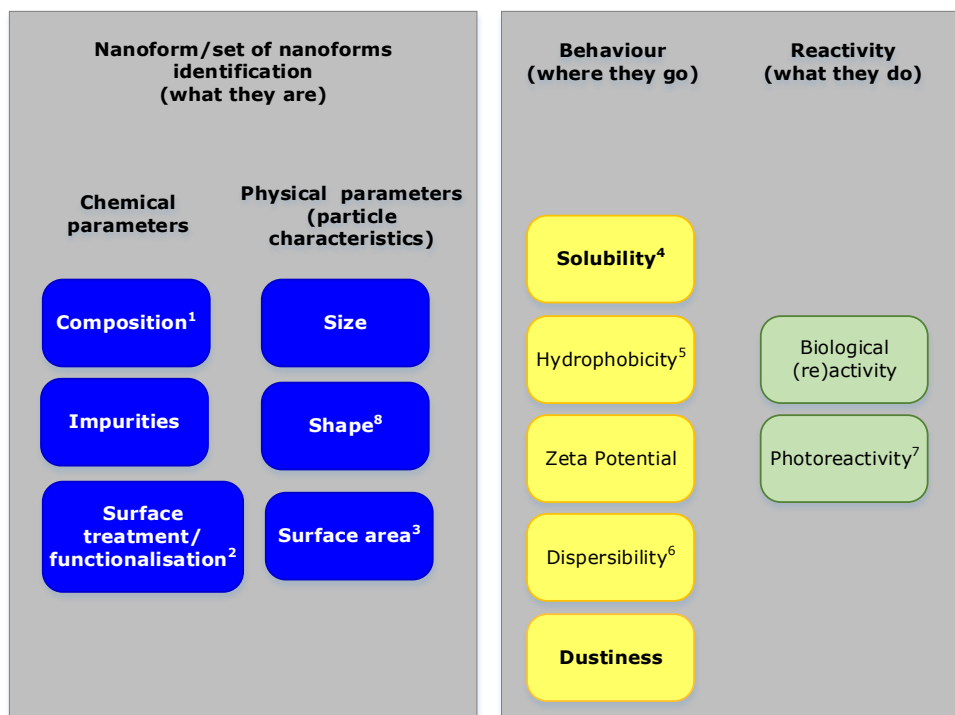 Nanoform/set of nanoforms
identification
(what they are)
Chemical
parameters
Physical parameters
(particle
characteristics)
Composition¹
Size
Impurities
Shape⁸
Surface
treatment/
functionalisation²
Surface area³
Behaviour
(where they go)
Reactivity
(what they do)
Solubility⁴
Hydrophobicity⁵
Biological
(re)activity
Zeta Potential
Photoreactivity⁷
Dispersibility⁶
Dustiness